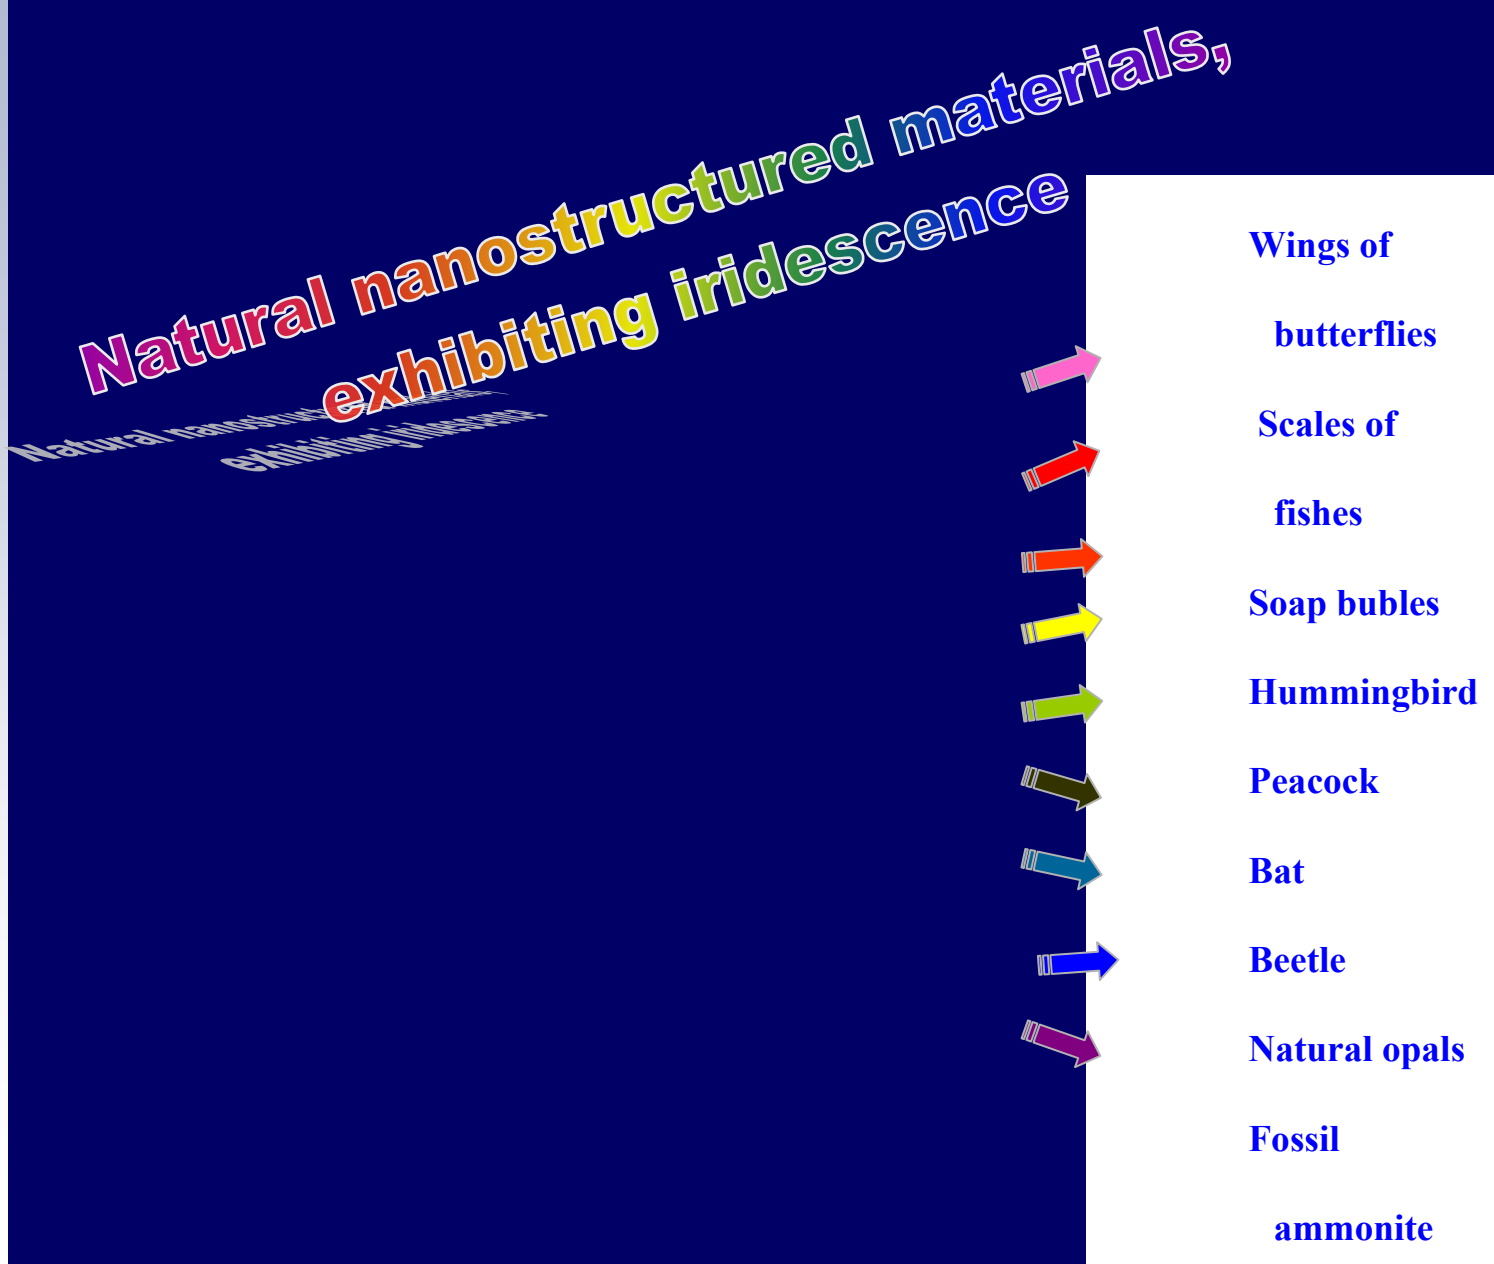 Natural nanostructured materials,
exhibiting iridescence
Wings of
butterflies
Scales of
fishes
Soap bubles
Hummingbird
Peacock
Bat
Beetle
Natural opals
Fossil
ammonite